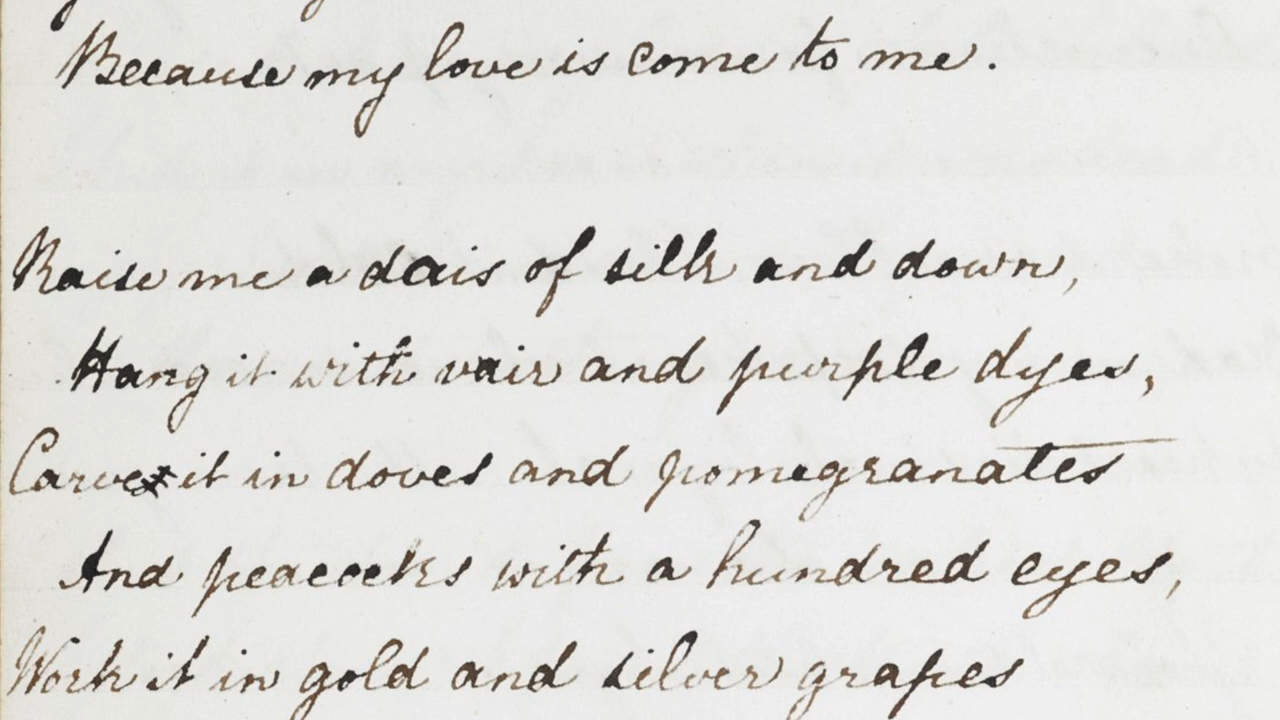 Because my love is come to me.
Raise me a dais of silk and down,
Hang it with vair and purple dyes,
Carve it in doves and pomegranates
And peacocks with a hundred eyes,
Work it in gold and silver grapes